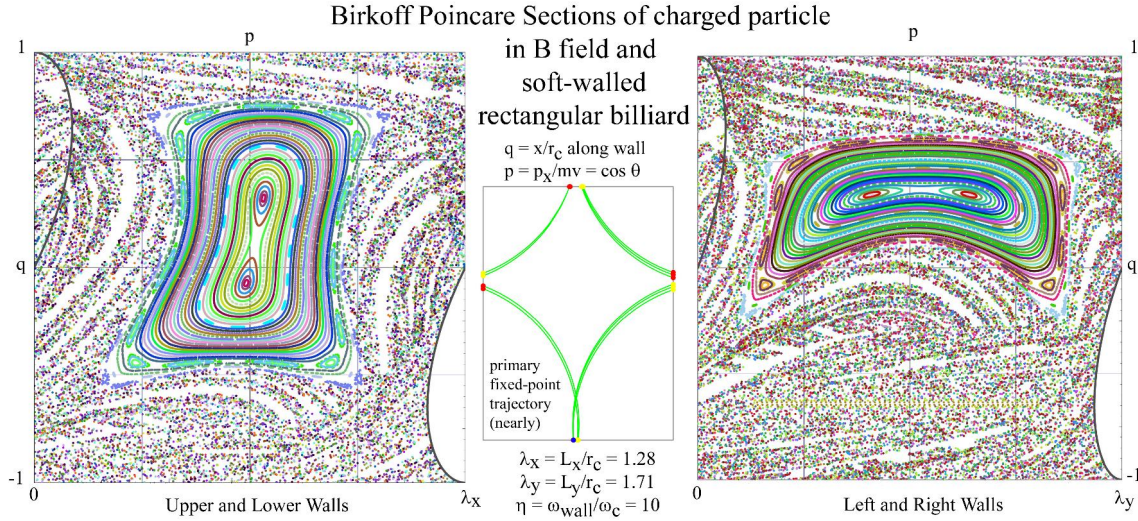 Birkoff Poincare Sections of charged particle
in B field and
soft-walled
rectangular billiard
q = x/r_c along wall
p = p_x/mv = cos θ
p
1
q
-1
0
λ_x
Upper and Lower Walls
primary
fixed-point
trajectory
(nearly)
λ_x = L_x/r_c = 1.28
λ_y = L_y/r_c = 1.71
η = ω_wall/ω_c = 10
p
1
q
-1
0
λ_y
Left and Right Walls